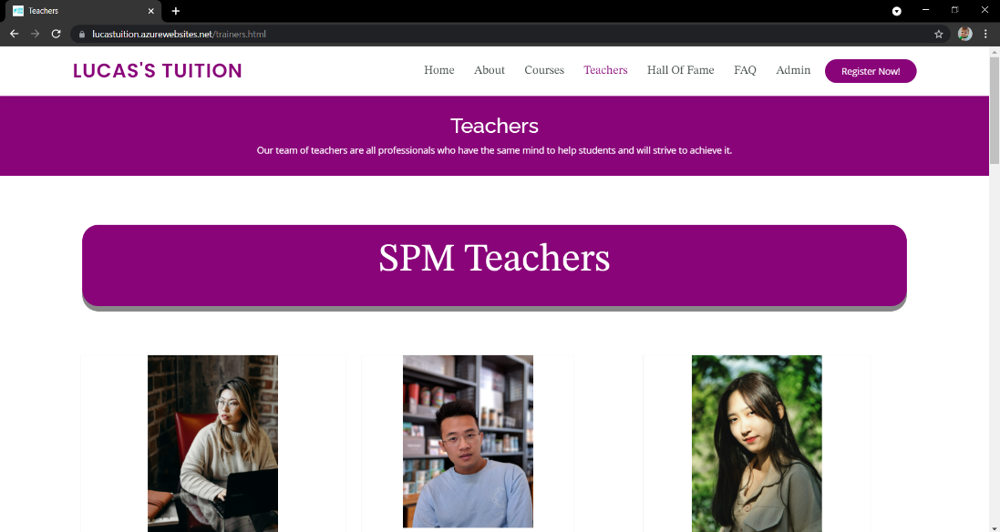 Teachers
lucastuition.azurewebsites.net/trainers.html
LUCAS'S TUITION
Home About Courses Teachers Hall Of Fame FAQ Admin Register Now!
Teachers
Our team of teachers are all professionals who have the same mind to help students and will strive to achieve it.
SPM Teachers